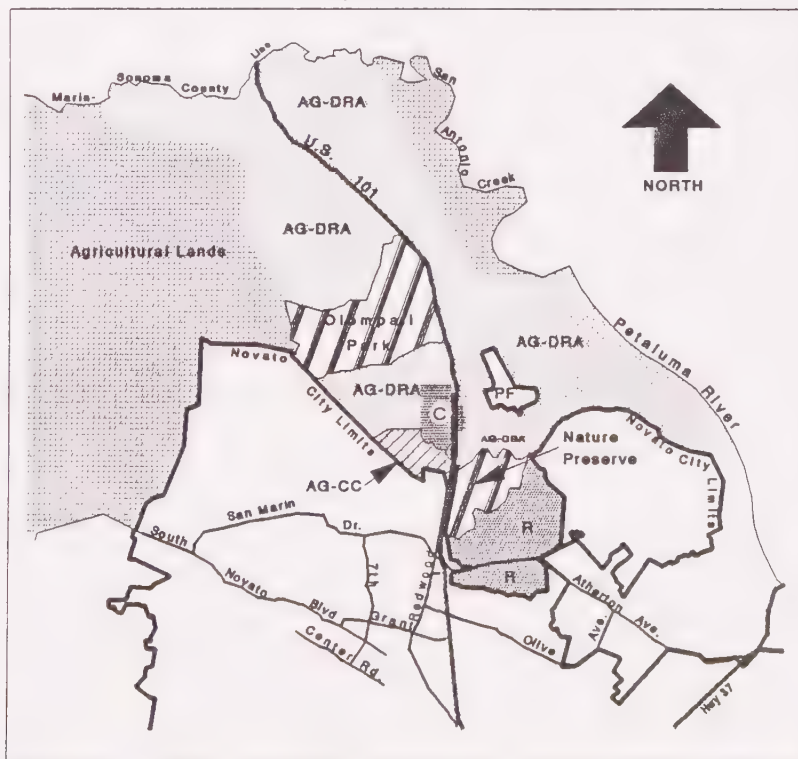 Marin-
Sonoma
County
Line
San
Antonio
Creek
AG-DRA
U.S.
101
NORTH
AG-DRA
Agricultural Lands
Olompali
Park
Petaluma River
AG-DRA
Novato
City Limits
AG-DRA
C
PF
AG-DRA
Nature
Preserve
Novato City
Limits
AG-CC
San Marin
Dr.
R
R
South
Novato
Blvd
7th
Redwood
Grant
Center Rd.
Olive
Ave.
Atherton Ave.
Hwy 37